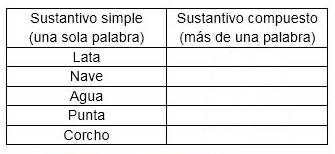 Sustantivo simple
(una sola palabra)
Sustantivo compuesto
(más de una palabra)
Lata
Nave
Agua
Punta
Corcho